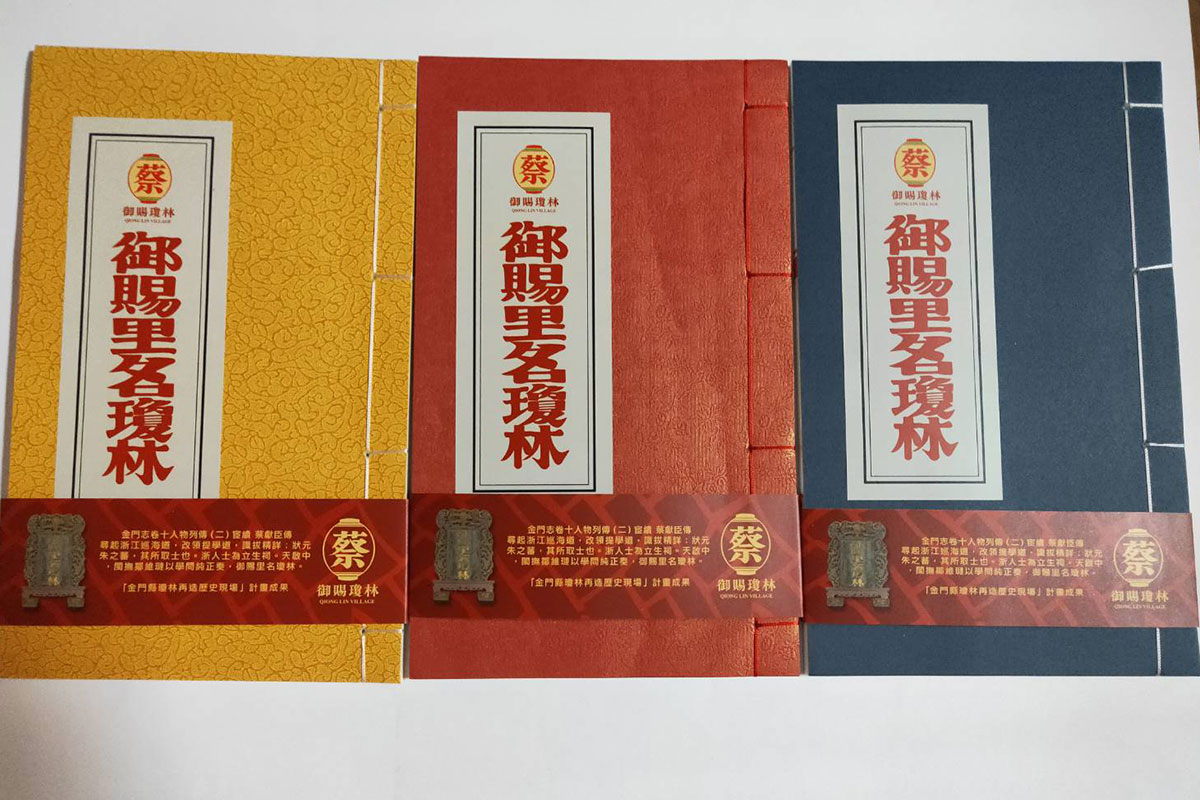 蔡
御賜瓊林
QIONG LIN VILLAGE
御賜里名瓊林
金門志卷十人物列傳（二）宦績 蔡獻臣傳
尋起浙江巡海道，改領提學道，識拔精詳；狀元
朱之蕃，其所取士也。浙人士為立生祠。天啟中
，閩撫鄒維璉以學問純正奏，御賜里名瓊林。
「金門縣瓊林再造歷史現場」計畫成果
蔡
御賜瓊林
QIONG LIN VILLAGE
蔡
御賜瓊林
QIONG LIN VILLAGE
御賜里名瓊林
金門志卷十人物列傳（二）宦績 蔡獻臣傳
尋起浙江巡海道，改領提學道，識拔精詳；狀元
朱之蕃，其所取士也。浙人士為立生祠。天啟中
，閩撫鄒維璉以學問純正奏，御賜里名瓊林。
「金門縣瓊林再造歷史現場」計畫成果
蔡
御賜瓊林
QIONG LIN VILLAGE
蔡
御賜瓊林
QIONG LIN VILLAGE
御賜里名瓊林
金門志卷十人物列傳（二）宦績 蔡獻臣傳
尋起浙江巡海道，改領提學道，識拔精詳；狀元
朱之蕃，其所取士也。浙人士為立生祠。天啟中
，閩撫鄒維璉以學問純正奏，御賜里名瓊林。
「金門縣瓊林再造歷史現場」計畫成果
蔡
御賜瓊林
QIONG LIN VILLAGE